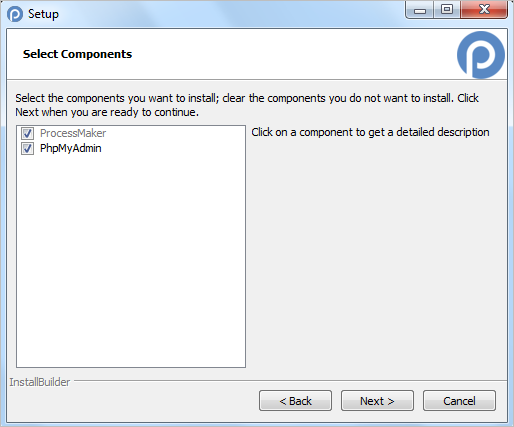 Setup
Select Components
Select the components you want to install; clear the components you do not want to install. Click
Next when you are ready to continue.
ProcessMaker
PhpMyAdmin
Click on a component to get a detailed description
InstallBuilder
< Back
Next >
Cancel